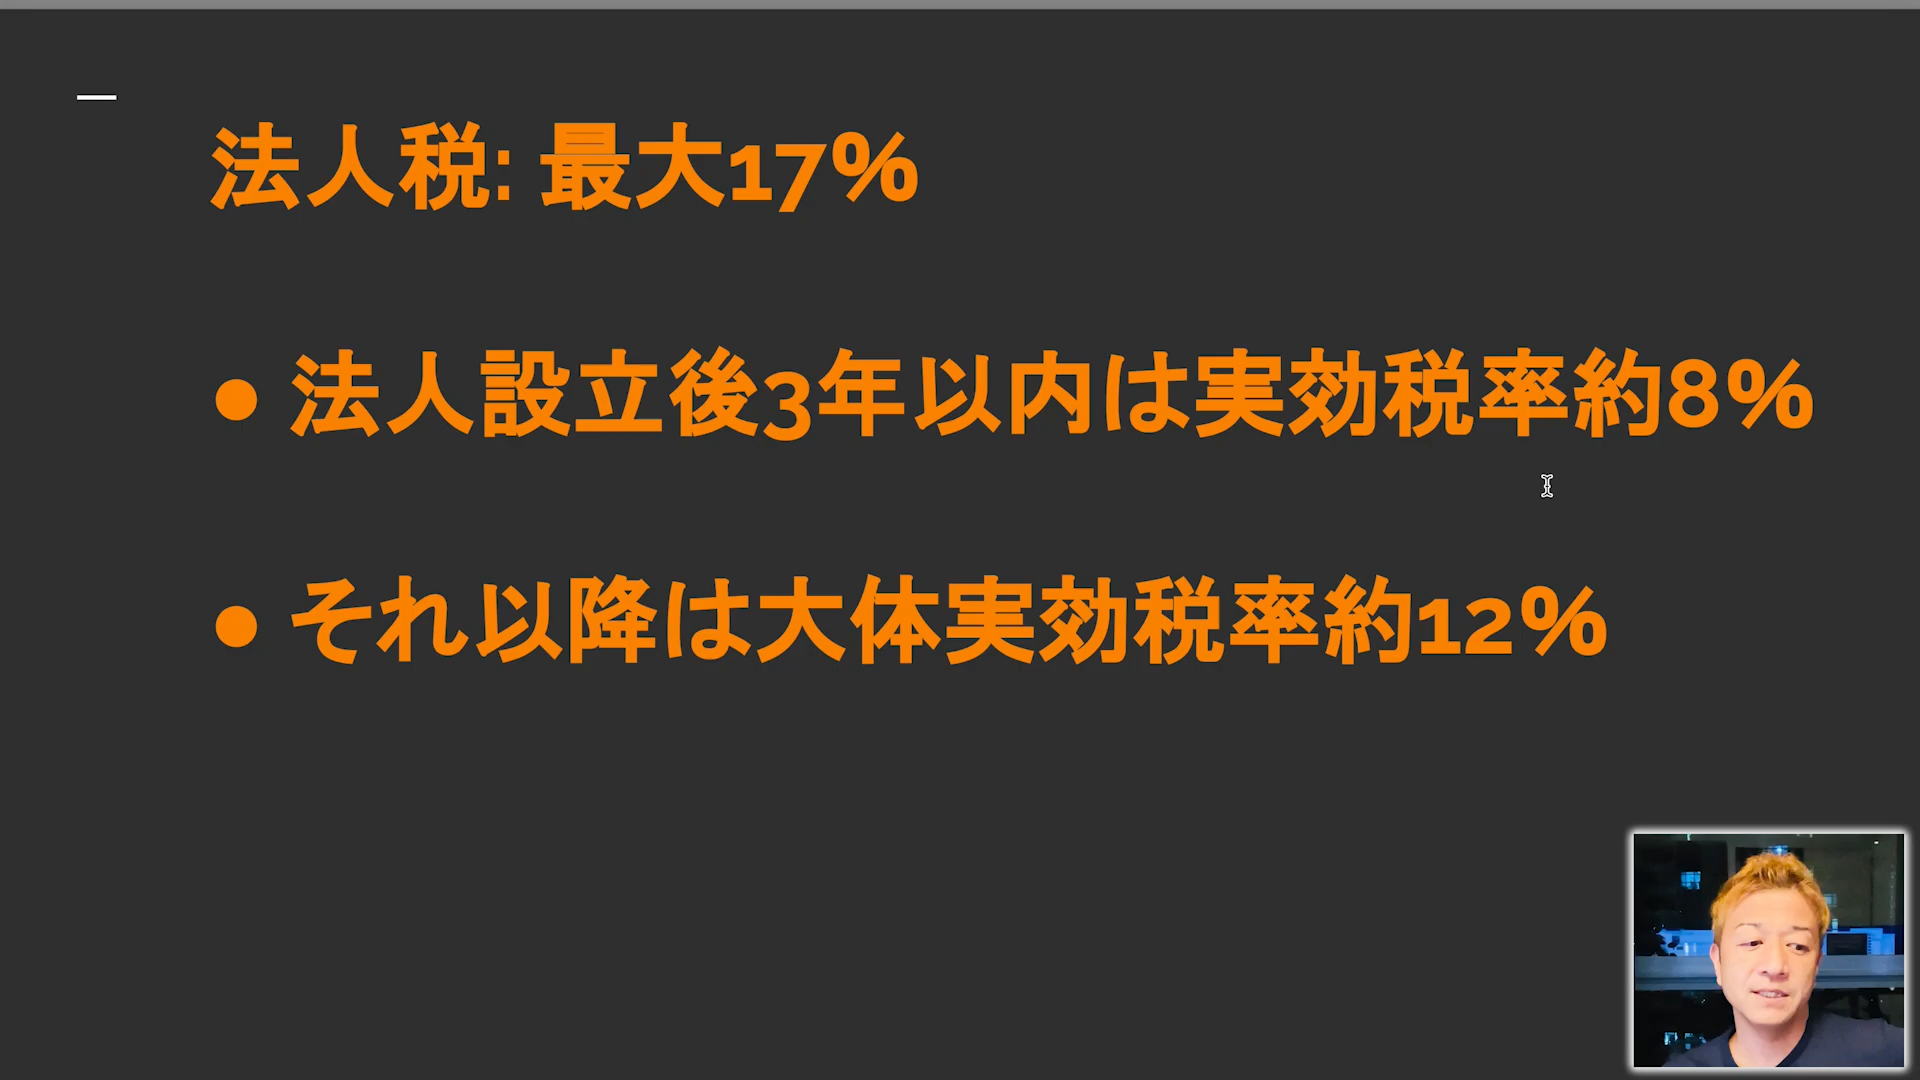 法人税: 最大17%
● 法人設立後3年以内は実効税率約8%
● それ以降は大体実効税率約12%